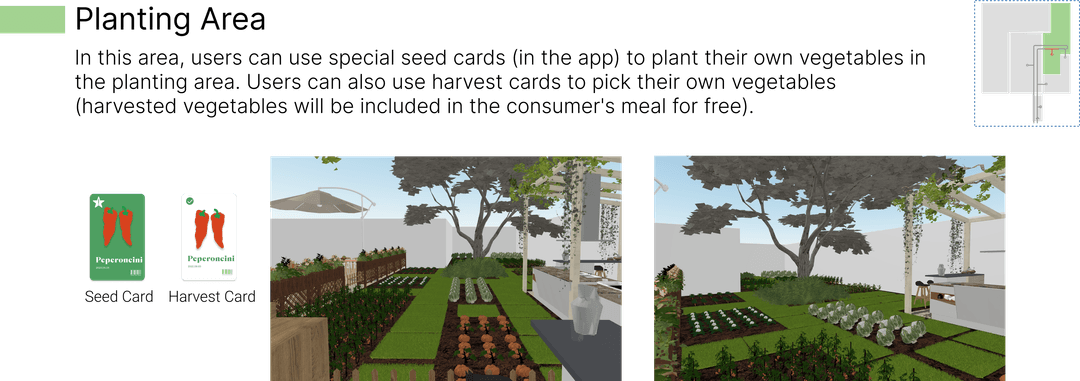 Planting Area
In this area, users can use special seed cards (in the app) to plant their own vegetables in
the planting area. Users can also use harvest cards to pick their own vegetables
(harvested vegetables will be included in the consumer's meal for free).
Peperoncini
Peperoncini
Seed Card
Harvest Card